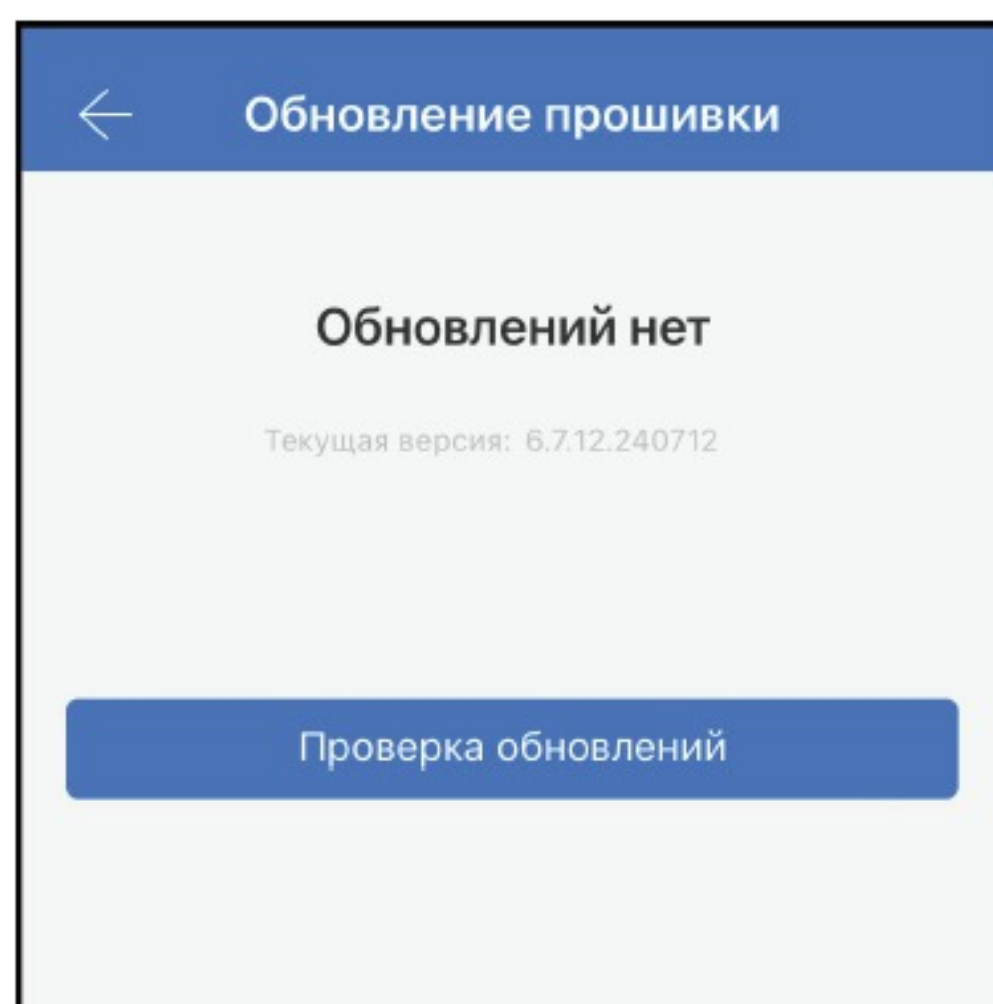 Обновление прошивки
Обновлений нет
Текущая версия: 6.7.12.240712
Проверка обновлений